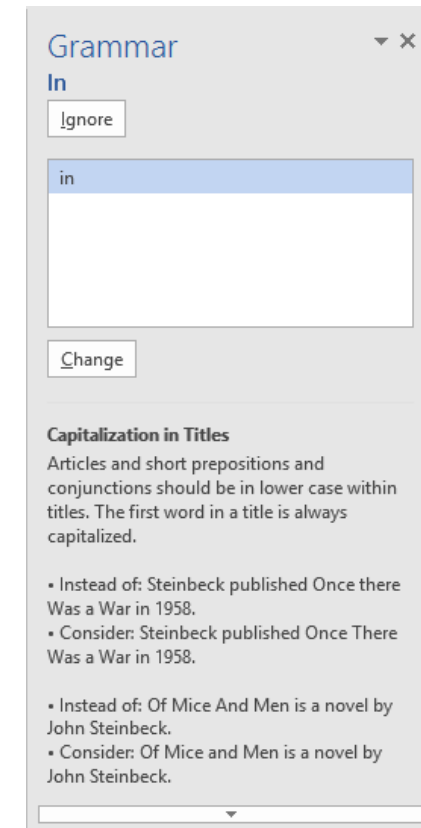 Grammar
In
Ignore
in
Change
Capitalization in Titles
Articles and short prepositions and
conjunctions should be in lower case within
titles. The first word in a title is always
capitalized.
• Instead of: Steinbeck published Once there
Was a War in 1958.
• Consider: Steinbeck published Once There
Was a War in 1958.
• Instead of: Of Mice And Men is a novel by
John Steinbeck.
• Consider: Of Mice and Men is a novel by
John Steinbeck.